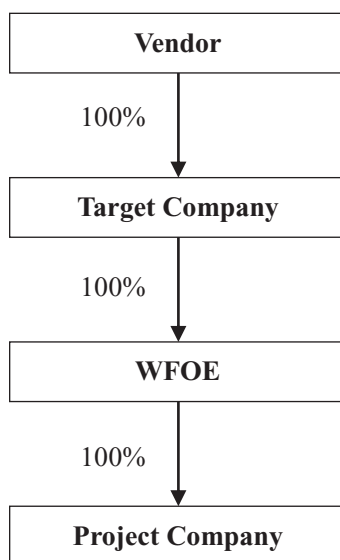 Vendor
100%
Target Company
100%
WFOE
100%
Project Company